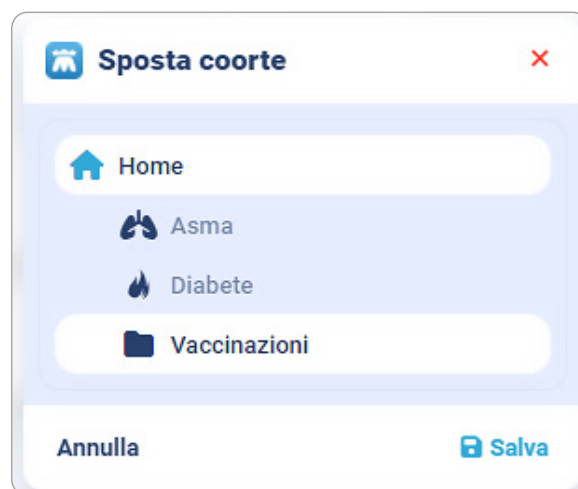 Sposta coorte
Home
Asma
Diabete
Vaccinazioni
Annulla
Salva